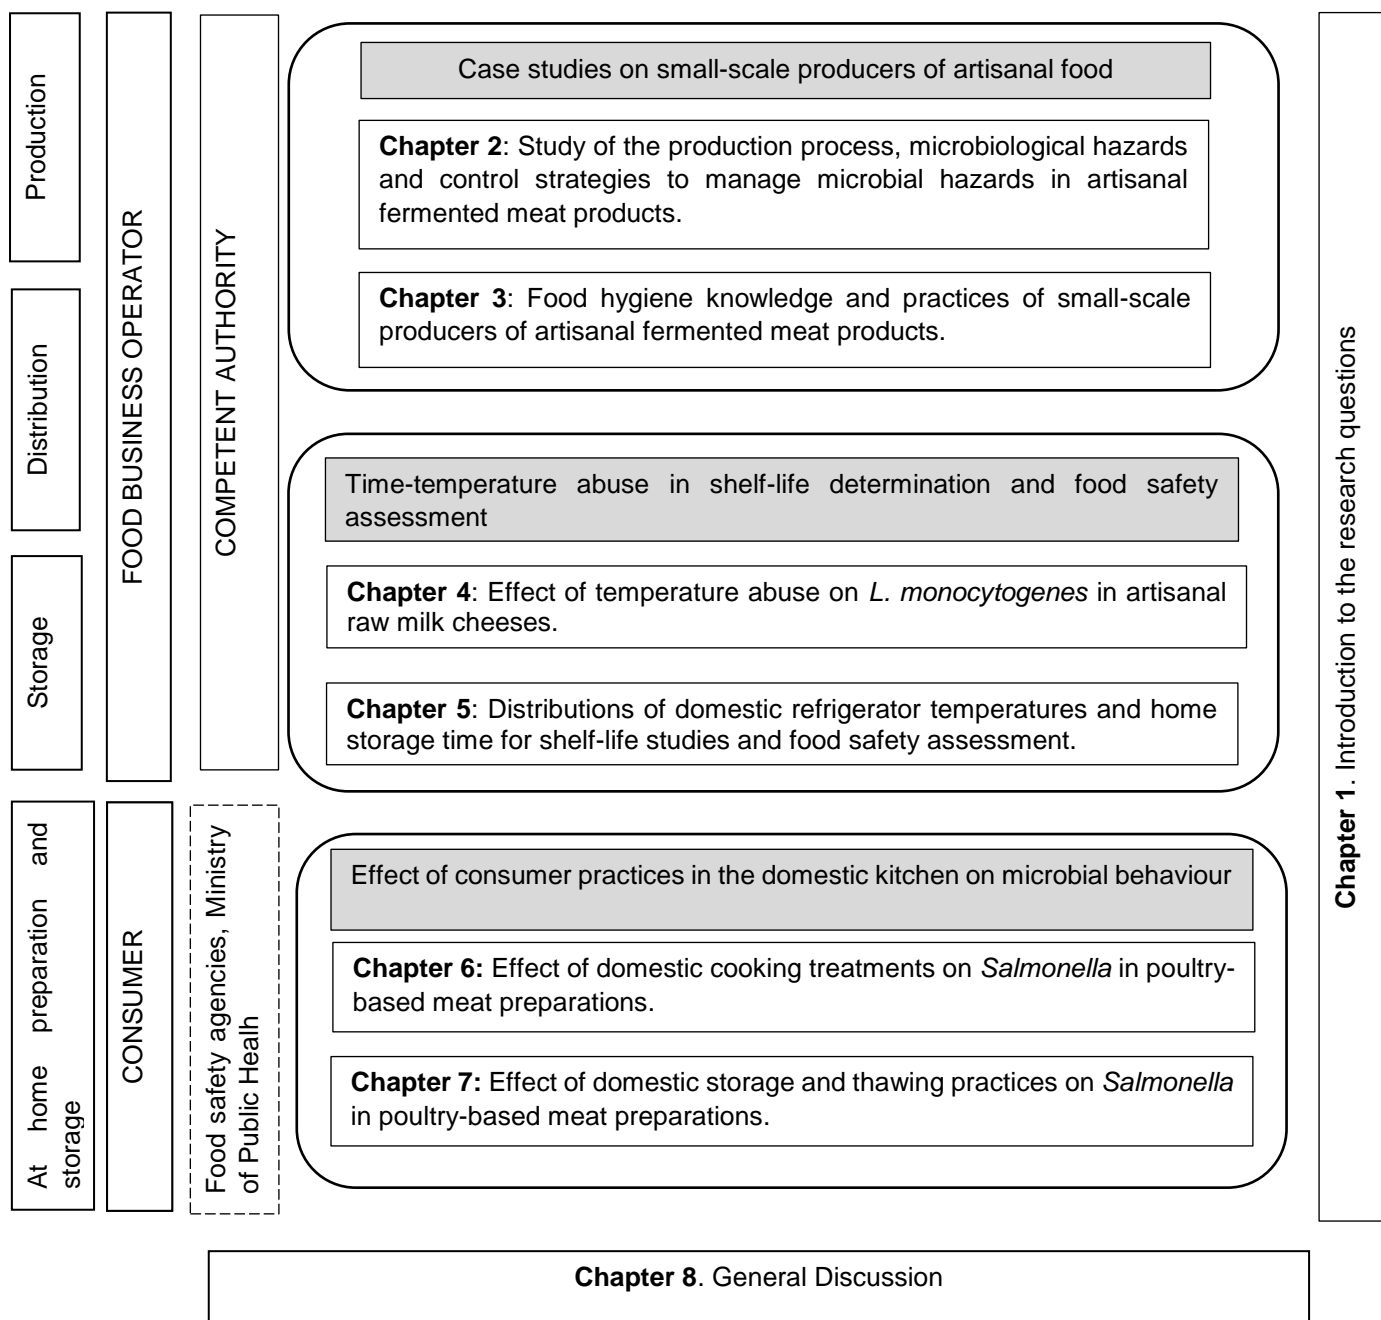 Production
Distribution
Storage
At home preparation and
storage
FOOD BUSINESS OPERATOR
CONSUMER
COMPETENT AUTHORITY
Food safety agencies, Ministry
of Public Healh
Case studies on small-scale producers of artisanal food
Chapter 2: Study of the production process, microbiological hazards
and control strategies to manage microbial hazards in artisanal
fermented meat products.
Chapter 3: Food hygiene knowledge and practices of small-scale
producers of artisanal fermented meat products.
Time-temperature abuse in shelf-life determination and food safety
assessment
Chapter 4: Effect of temperature abuse on L. monocytogenes in artisanal
raw milk cheeses.
Chapter 5: Distributions of domestic refrigerator temperatures and home
storage time for shelf-life studies and food safety assessment.
Effect of consumer practices in the domestic kitchen on microbial behaviour
Chapter 6: Effect of domestic cooking treatments on Salmonella in poultry-
based meat preparations.
Chapter 7: Effect of domestic storage and thawing practices on Salmonella
in poultry-based meat preparations.
Chapter 1. Introduction to the research questions
Chapter 8. General Discussion